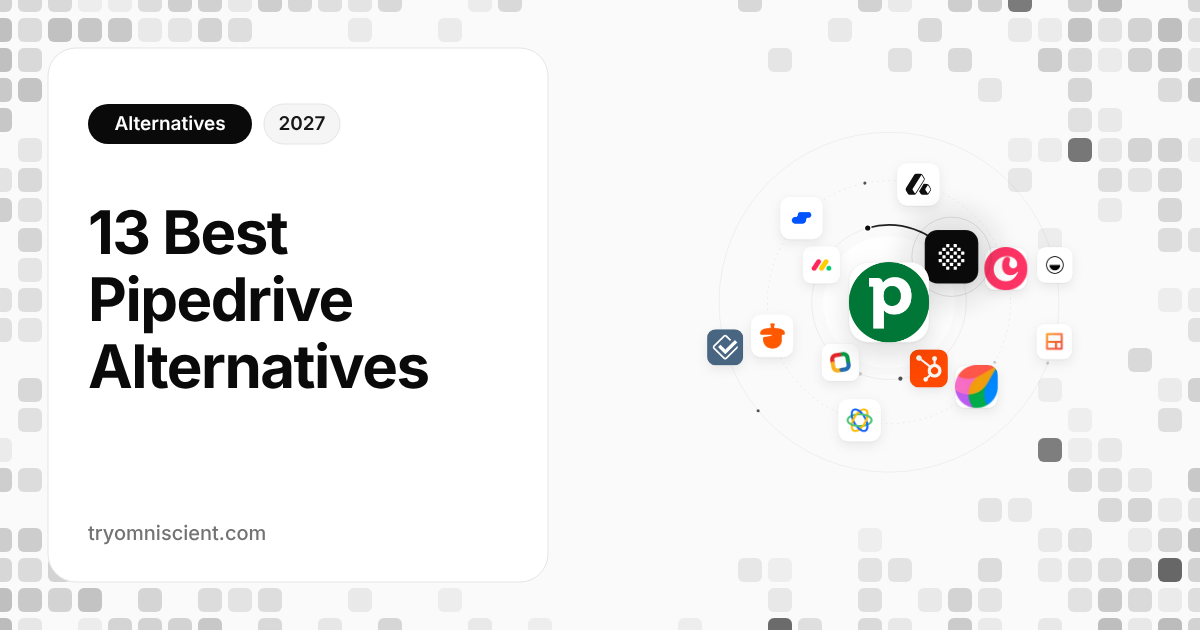 Alternatives
2027
13 Best
Pipedrive
Alternatives
tryomniscient.com
p